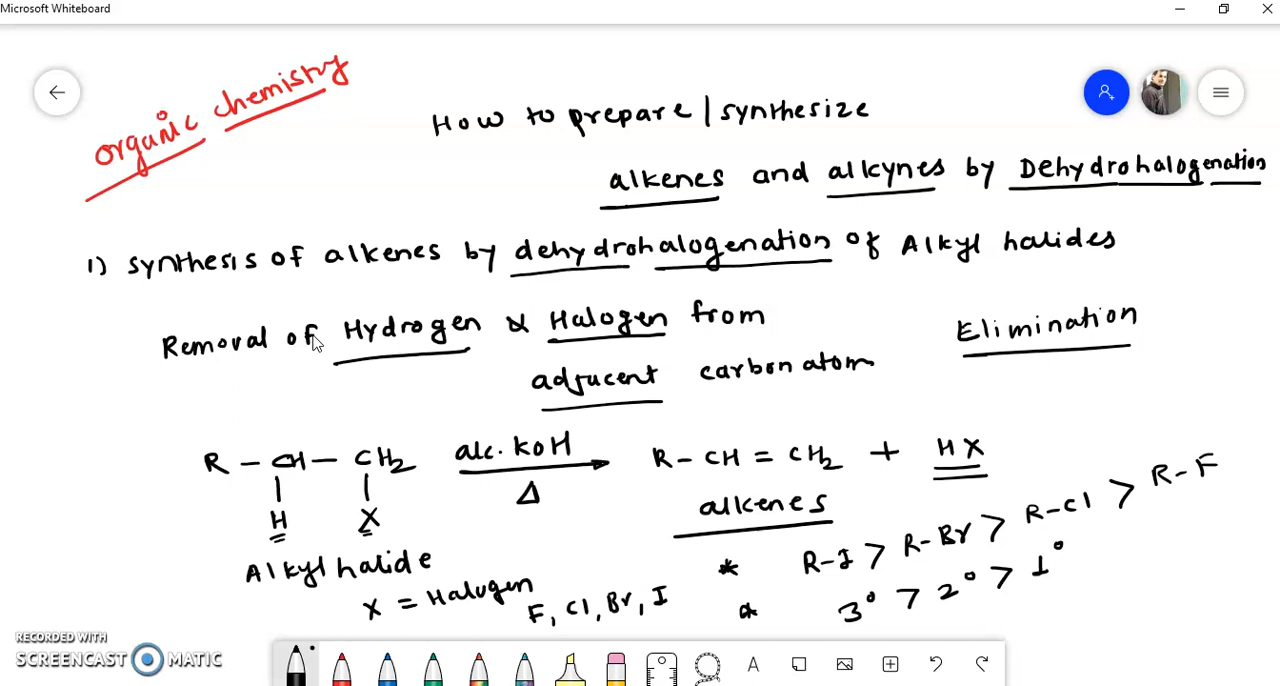 Microsoft Whiteboard
organic chemistry
How to prepare / synthesize
alkenes and alkynes by Dehydrohalogenation
1) synthesis of alkenes by dehydrohalogenation of Alkyl halides
Removal of Hydrogen & Halogen from
adjucent carbon atom
Elimination
R - CH - CH2 alc. KOH R - CH = CH2 + HX
H X Δ alkenes
Alkyl halide
X = Halogen
F, Cl, Br, I
* R-I > R-Br > R-Cl > R-F
* 3° > 2° > 1°
RECORDED WITH
SCREENCAST MATIC
A